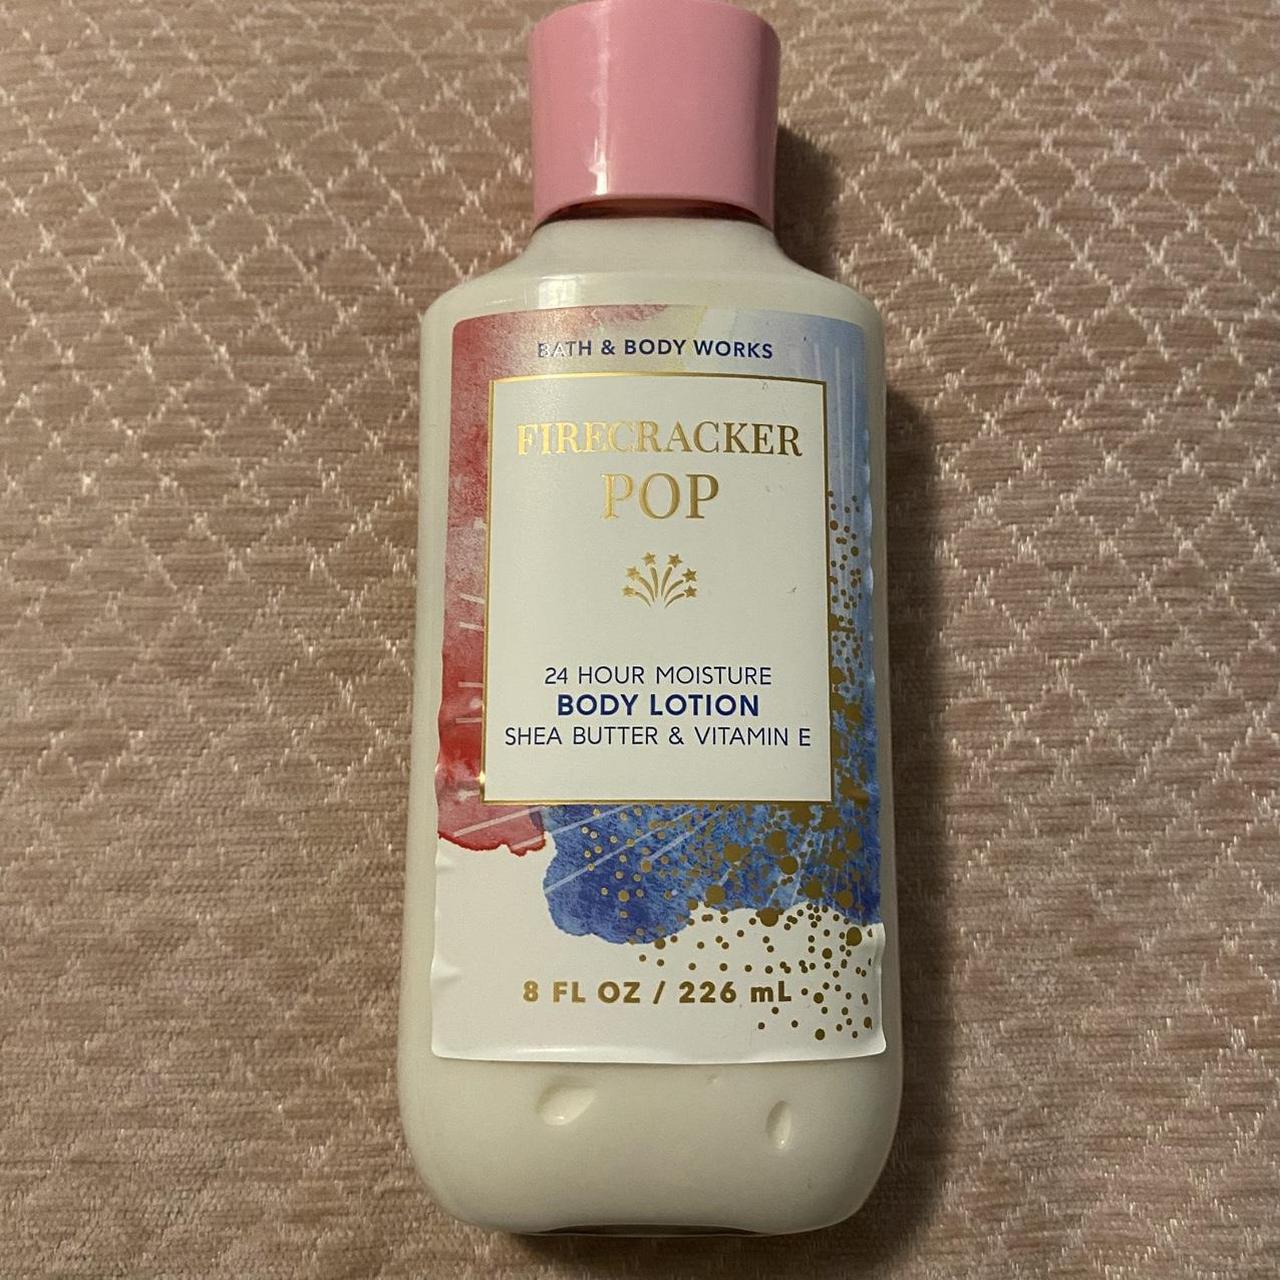 BATH & BODY WORKS
FIRECRACKER
POP
24 HOUR MOISTURE
BODY LOTION
SHEA BUTTER & VITAMIN E
8 FL OZ / 226 mL